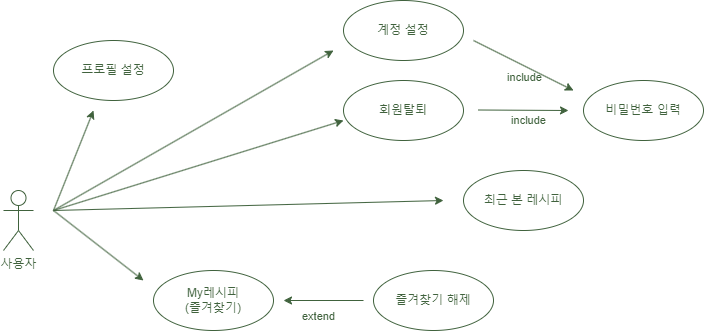 계정 설정
프로필 설정
include
회원탈퇴
비밀번호 입력
include
최근 본 레시피
사용자
My레시피
(즐겨찾기)
즐겨찾기 해제
extend